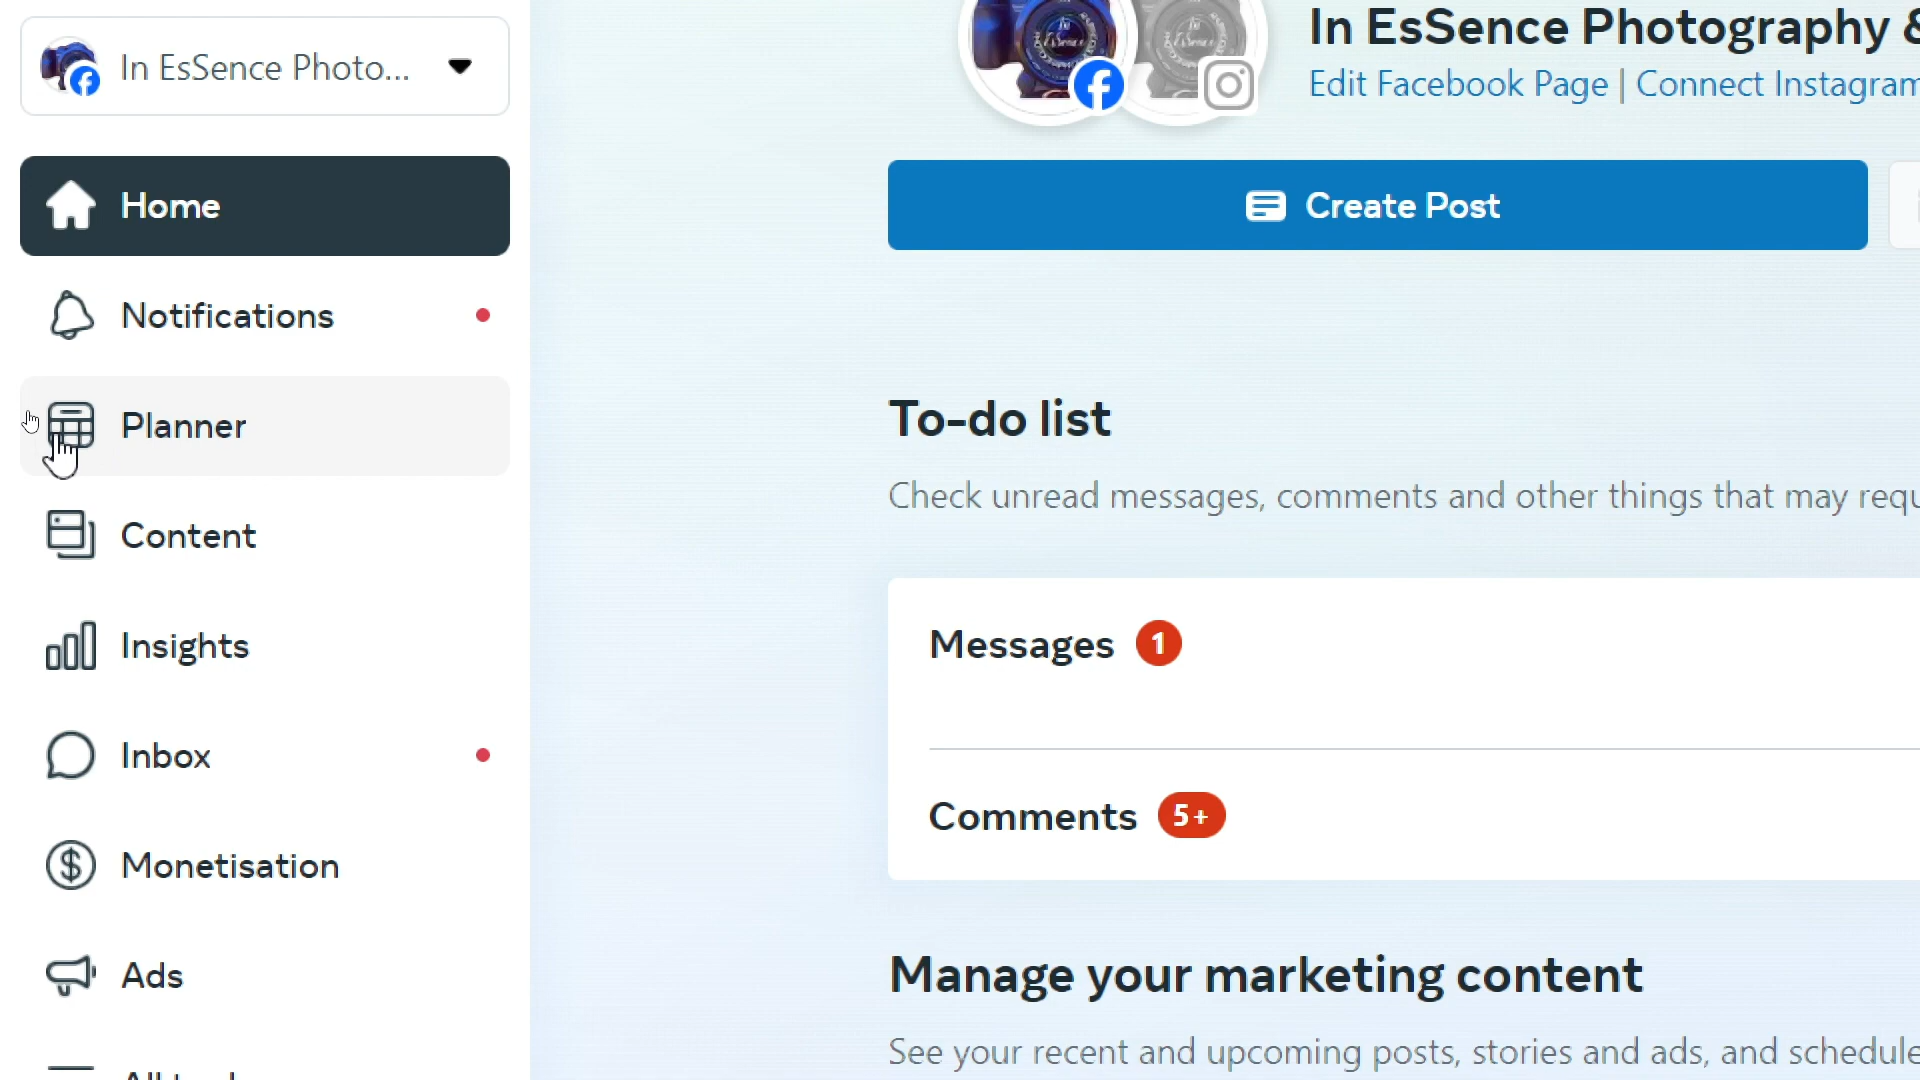 In EsSence Photo...
Home
Notifications
Planner
Content
Insights
Inbox
Monetisation
Ads
In EsSence Photography &
Edit Facebook Page | Connect Instagram
Create Post
To-do list
Check unread messages, comments and other things that may requ
Messages 1
Comments 5+
Manage your marketing content
See your recent and upcoming posts, stories and ads, and schedule